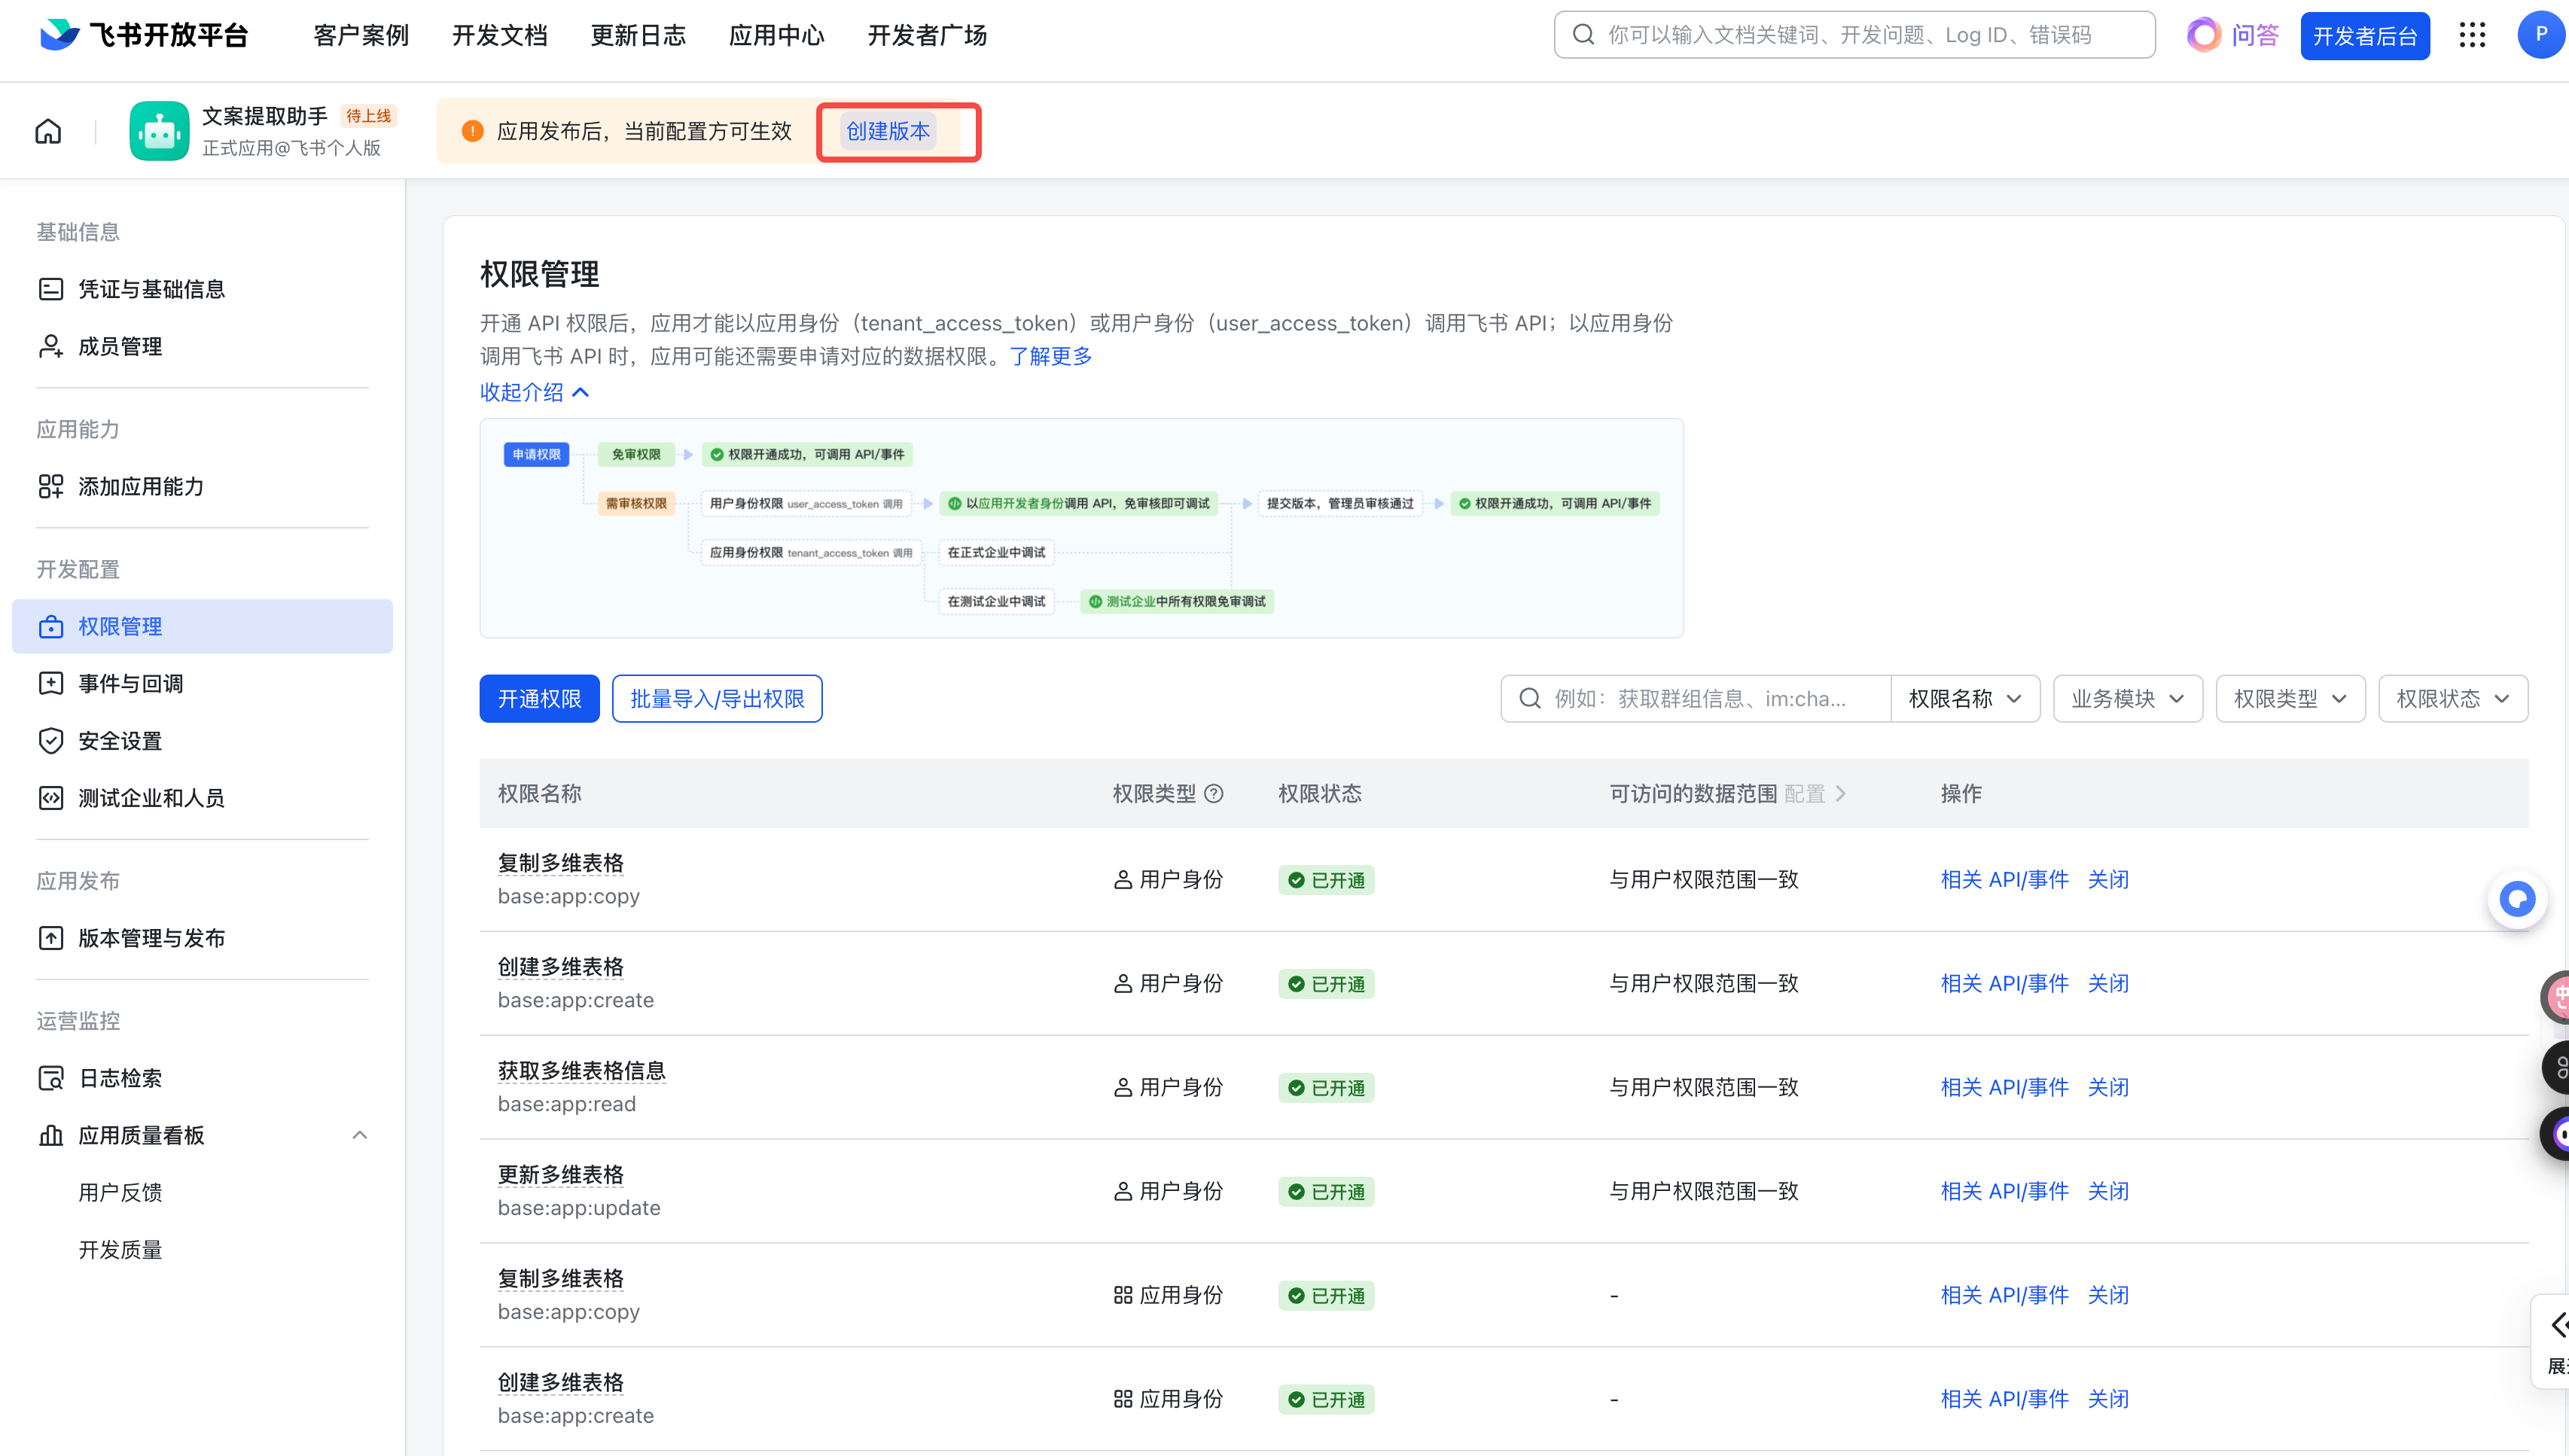 飞书开放平台
客户案例
开发文档
更新日志
应用中心
开发者广场
你可以输入文档关键词、开发问题、Log ID、错误码
问答
开发者后台
P
文案提取助手
待上线
正式应用@飞书个人版
应用发布后，当前配置方可生效
创建版本
基础信息
凭证与基础信息
成员管理
应用能力
添加应用能力
开发配置
权限管理
事件与回调
安全设置
测试企业和人员
应用发布
版本管理与发布
运营监控
日志检索
应用质量看板
用户反馈
开发质量
权限管理
开通 API 权限后，应用才能以应用身份（tenant_access_token）或用户身份（user_access_token）调用飞书 API；以应用身份
调用飞书 API 时，应用可能还需要申请对应的数据权限。了解更多
收起介绍
申请权限
免审权限
权限开通成功，可调用 API/事件
需审核权限
用户身份权限 user_access_token 调用
以应用开发者身份调用 API，免审核即可调试
提交版本，管理员审核通过
权限开通成功，可调用 API/事件
应用身份权限 tenant_access_token 调用
在正式企业中调试
在测试企业中调试
测试企业中所有权限免审调试
开通权限
批量导入/导出权限
例如：获取群组信息、im:cha...
权限名称
业务模块
权限类型
权限状态
权限名称
权限类型
权限状态
可访问的数据范围 配置
操作
复制多维表格
base:app:copy
用户身份
已开通
与用户权限范围一致
相关 API/事件
关闭
创建多维表格
base:app:create
用户身份
已开通
与用户权限范围一致
相关 API/事件
关闭
获取多维表格信息
base:app:read
用户身份
已开通
与用户权限范围一致
相关 API/事件
关闭
更新多维表格
base:app:update
用户身份
已开通
与用户权限范围一致
相关 API/事件
关闭
复制多维表格
base:app:copy
应用身份
已开通
-
相关 API/事件
关闭
创建多维表格
base:app:create
应用身份
已开通
-
相关 API/事件
关闭